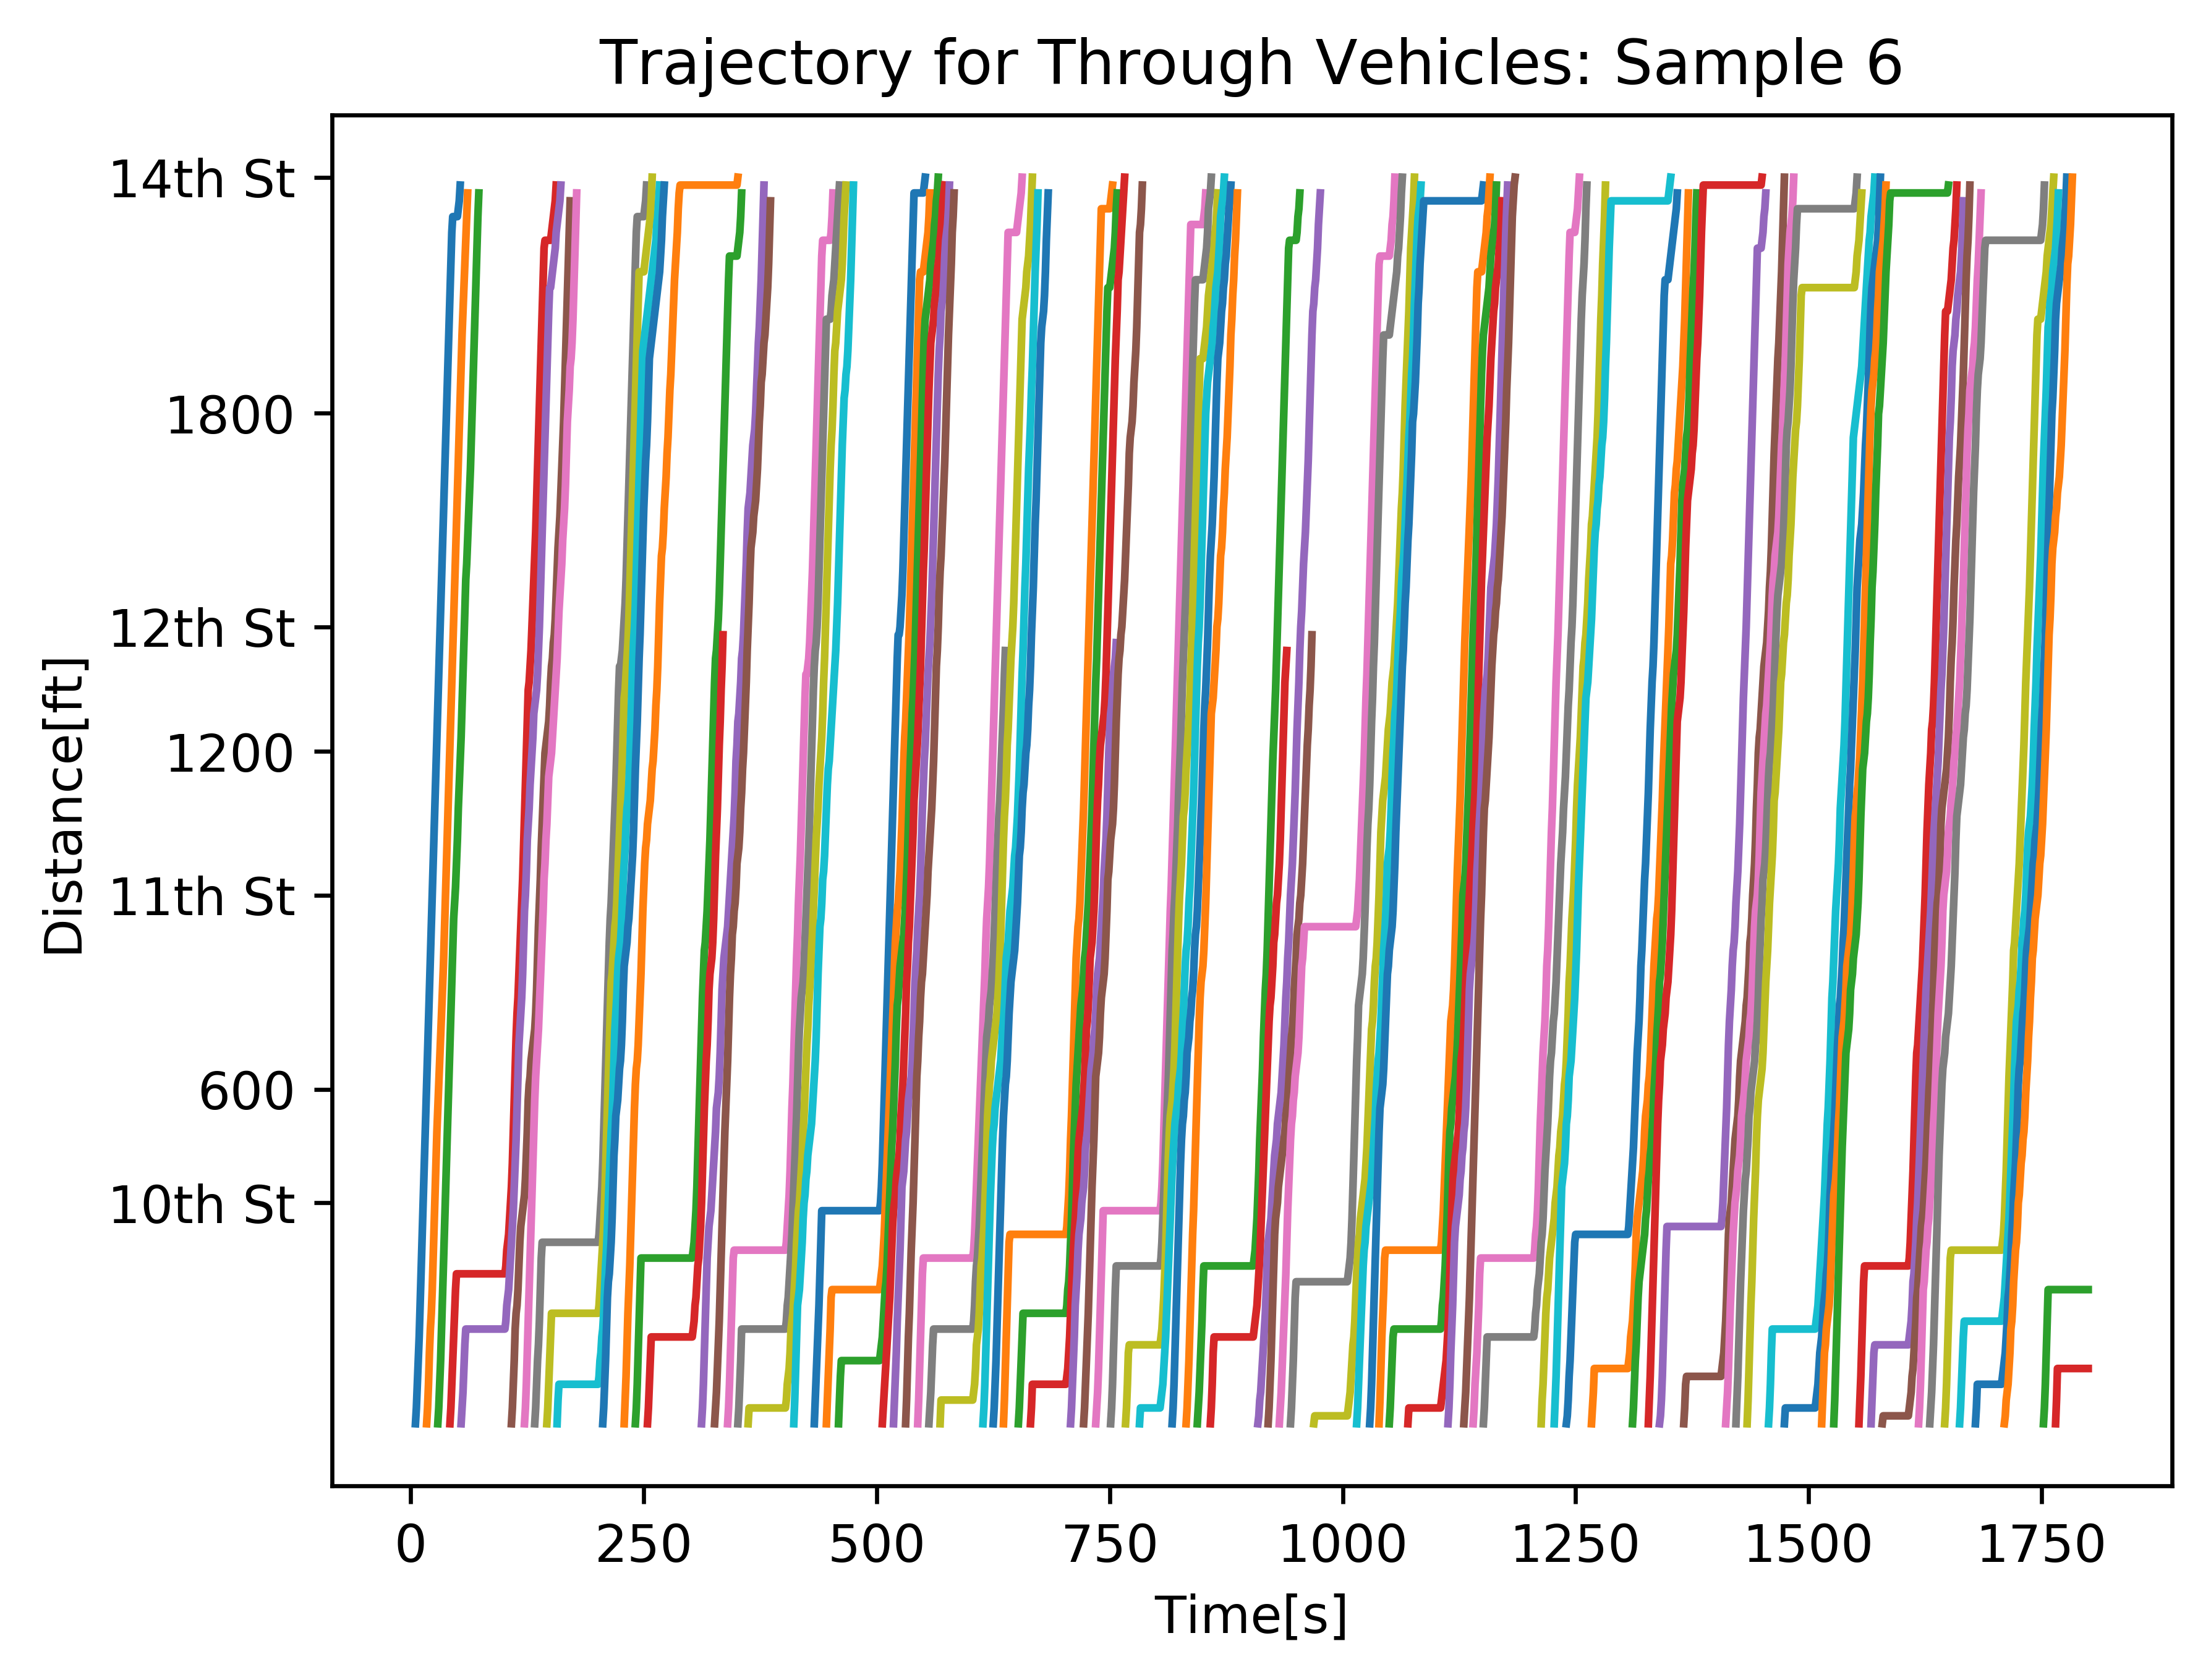 Trajectory for Through Vehicles: Sample 6
14th St
1800
12th St
1200
11th St
600
10th St
Distance[ft]
0 250 500 750 1000 1250 1500 1750
Time[s]